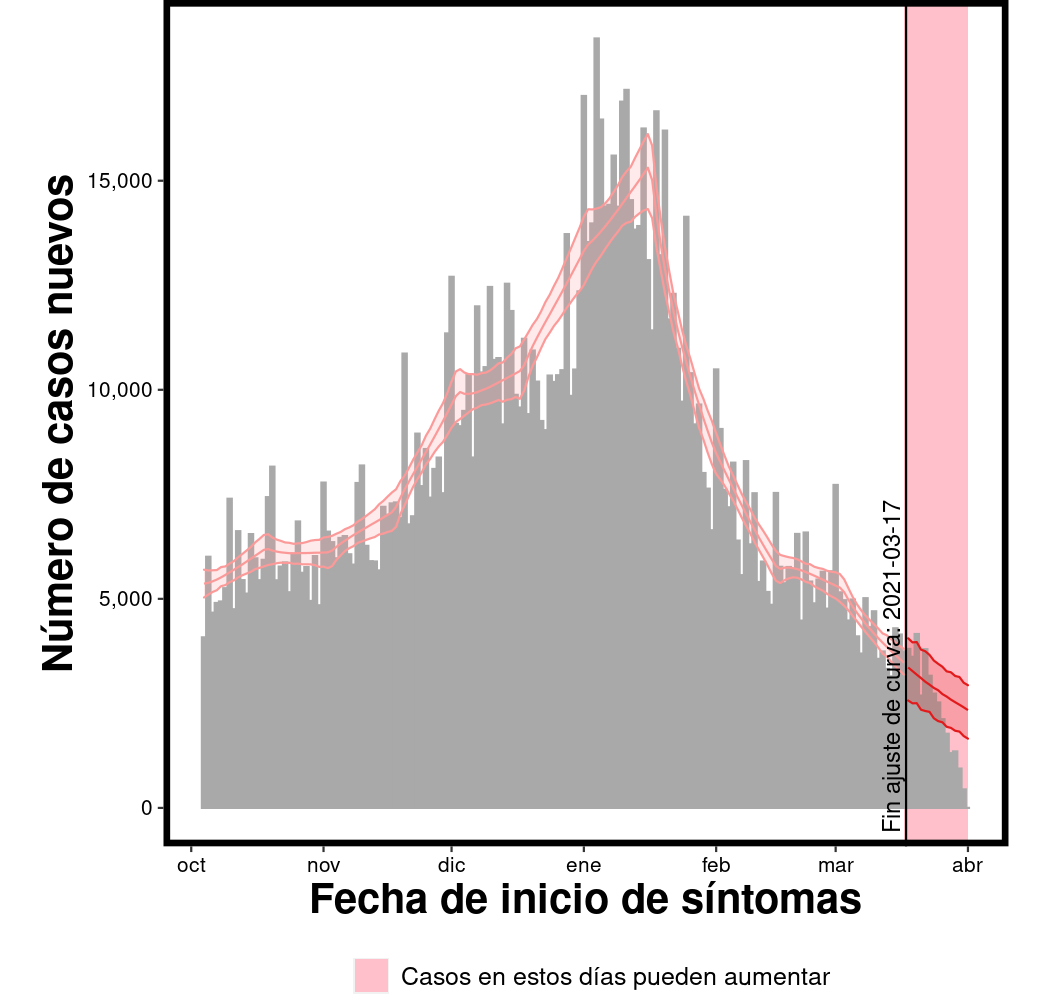 Número de casos nuevos
15,000
10,000
5,000
0
Fin ajuste de curva: 2021-03-17
oct nov dic ene feb mar abr
Fecha de inicio de síntomas
Casos en estos días pueden aumentar